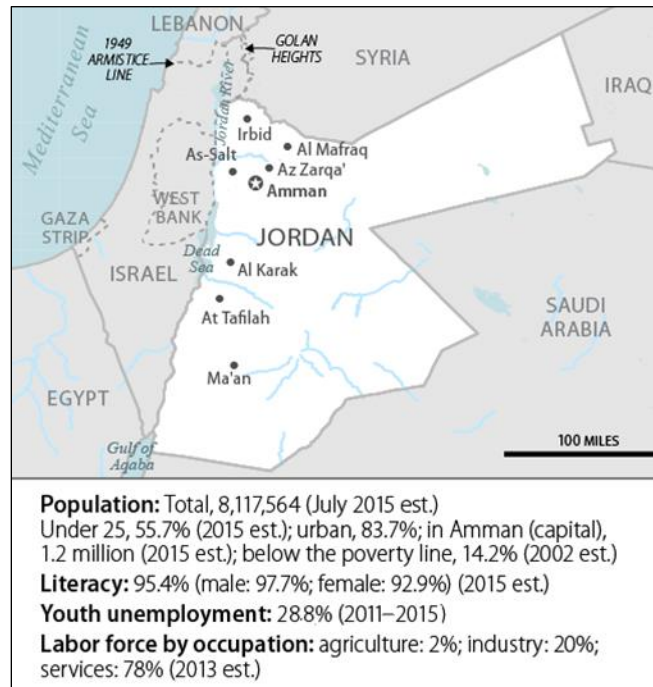 LEBANON
1949
ARMISTICE
LINE
GOLAN
HEIGHTS
SYRIA
IRAQ
Mediterranean
Sea
Jordan River
Irbid
Al Mafraq
As-Salt
Az Zarqa'
Amman
WEST
BANK
GAZA
STRIP
JORDAN
Dead
Sea
ISRAEL
Al Karak
At Tafilah
SAUDI
ARABIA
Ma'an
EGYPT
Gulf of
Aqaba
100 MILES
Population: Total, 8,117,564 (July 2015 est.)
Under 25, 55.7% (2015 est.); urban, 83.7%; in Amman (capital),
1.2 million (2015 est.); below the poverty line, 14.2% (2002 est.)
Literacy: 95.4% (male: 97.7%; female: 92.9%) (2015 est.)
Youth unemployment: 28.8% (2011–2015)
Labor force by occupation: agriculture: 2%; industry: 20%;
services: 78% (2013 est.)